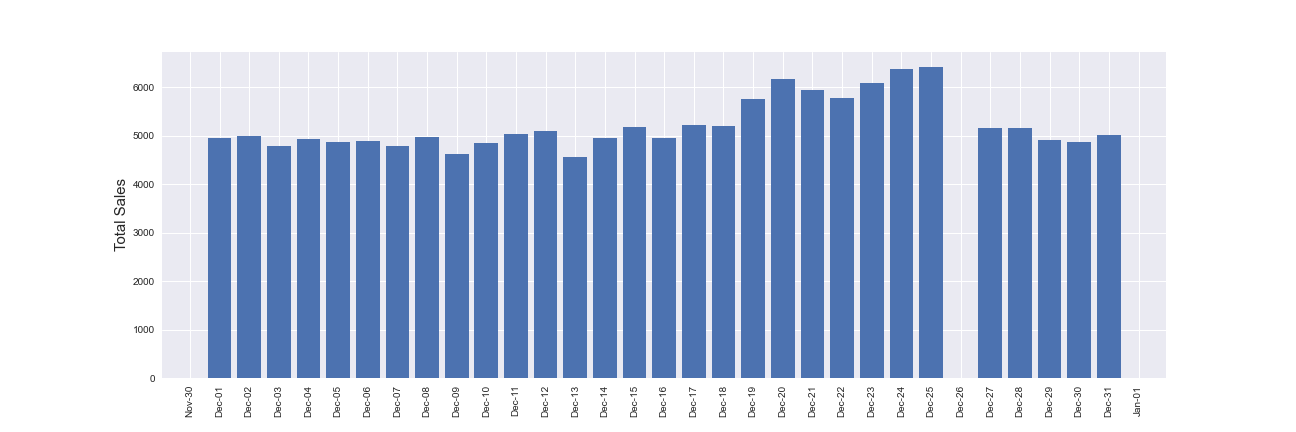 Total Sales
6000
5000
4000
3000
2000
1000
0
Nov-30
Dec-01
Dec-02
Dec-03
Dec-04
Dec-05
Dec-06
Dec-07
Dec-08
Dec-09
Dec-10
Dec-11
Dec-12
Dec-13
Dec-14
Dec-15
Dec-16
Dec-17
Dec-18
Dec-19
Dec-20
Dec-21
Dec-22
Dec-23
Dec-24
Dec-25
Dec-26
Dec-27
Dec-28
Dec-29
Dec-30
Dec-31
Jan-01